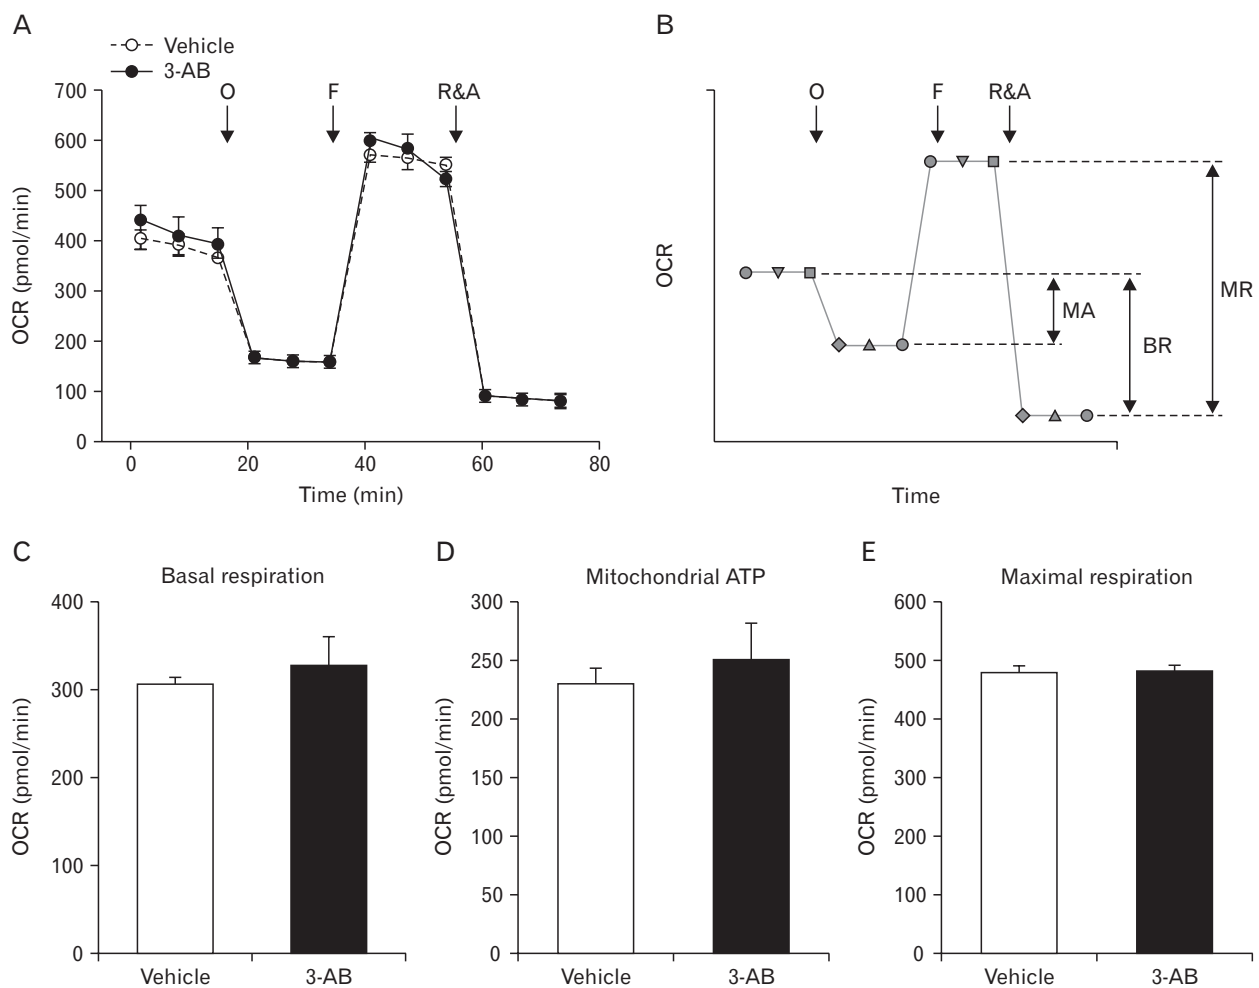 A
Vehicle
3-AB
O
F
R&A
700
600
500
400
300
200
100
0
OCR (pmol/min)
0 20 40 60 80
Time (min)
B
O
F
R&A
OCR
MA
BR
MR
Time
C
Basal respiration
400
300
200
100
0
OCR (pmol/min)
Vehicle 3-AB
D
Mitochondrial ATP
300
250
200
150
100
50
0
OCR (pmol/min)
Vehicle 3-AB
E
Maximal respiration
600
500
400
300
200
100
0
OCR (pmol/min)
Vehicle 3-AB